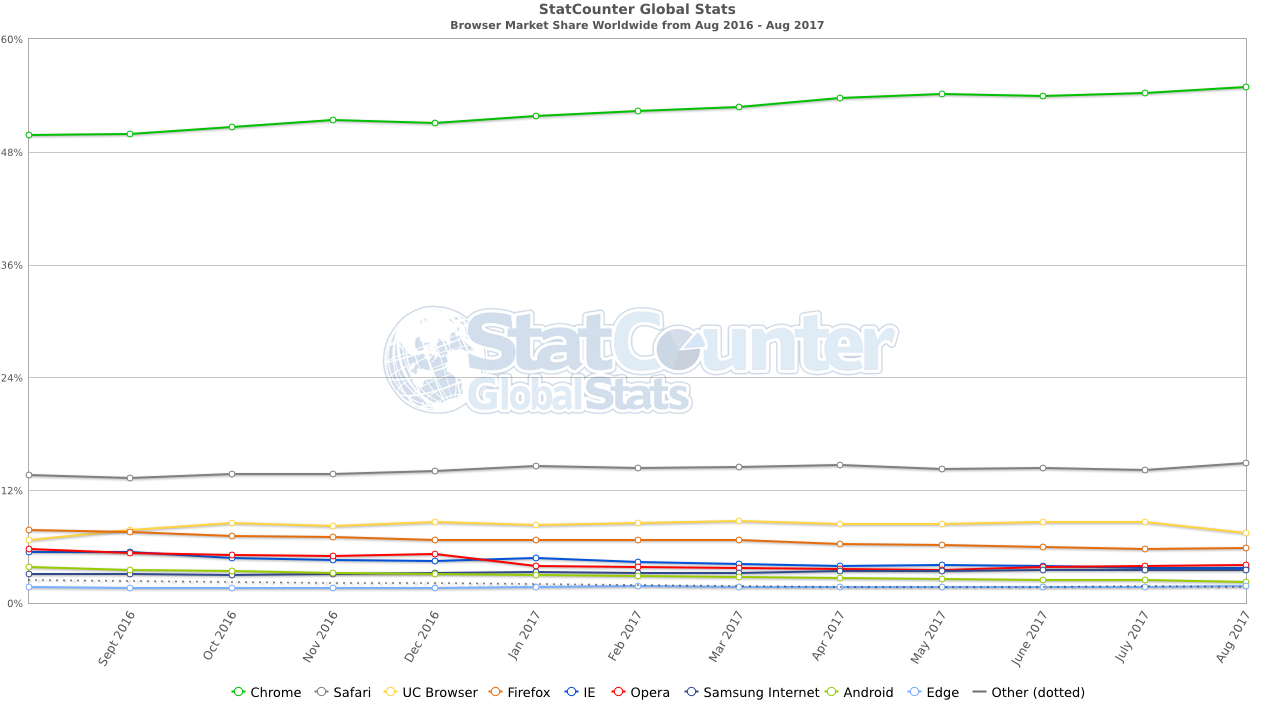 StatCounter Global Stats
Browser Market Share Worldwide from Aug 2016 - Aug 2017
60%
48%
36%
24%
12%
0%
StatCounter
GlobalStats
Sept 2016
Oct 2016
Nov 2016
Dec 2016
Jan 2017
Feb 2017
Mar 2017
Apr 2017
May 2017
June 2017
July 2017
Aug 2017
Chrome Safari UC Browser Firefox IE Opera Samsung Internet Android Edge Other (dotted)